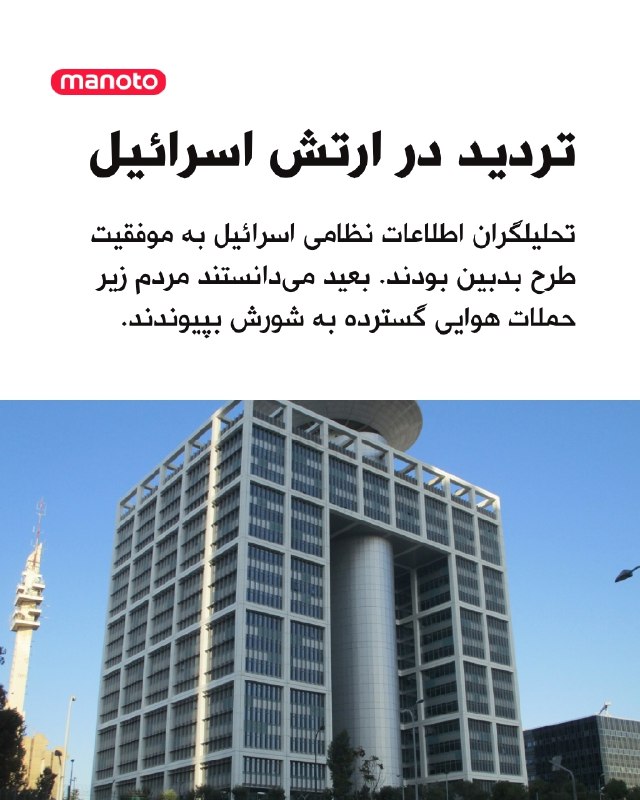 manoto
تردید در ارتش اسرائیل
تحلیلگران اطلاعات نظامی اسرائیل به موفقیت
طرح بدبین بودند. بعید می‌دانستند مردم زیر
حملات هوایی گسترده به شورش بپیوندند.